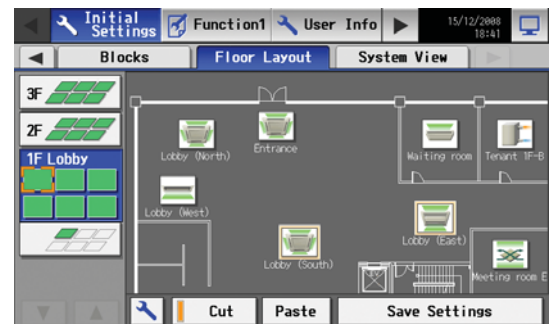 Initial
Settings
Function1
User Info
15/12/2008
18:41
Blocks
Floor Layout
System View
3F
2F
1F Lobby
Lobby (North)
Entrance
Waiting room
Tenant 1F-B
Lobby (West)
Lobby (East)
Lobby (South)
Meeting room E
Cut
Paste
Save Settings